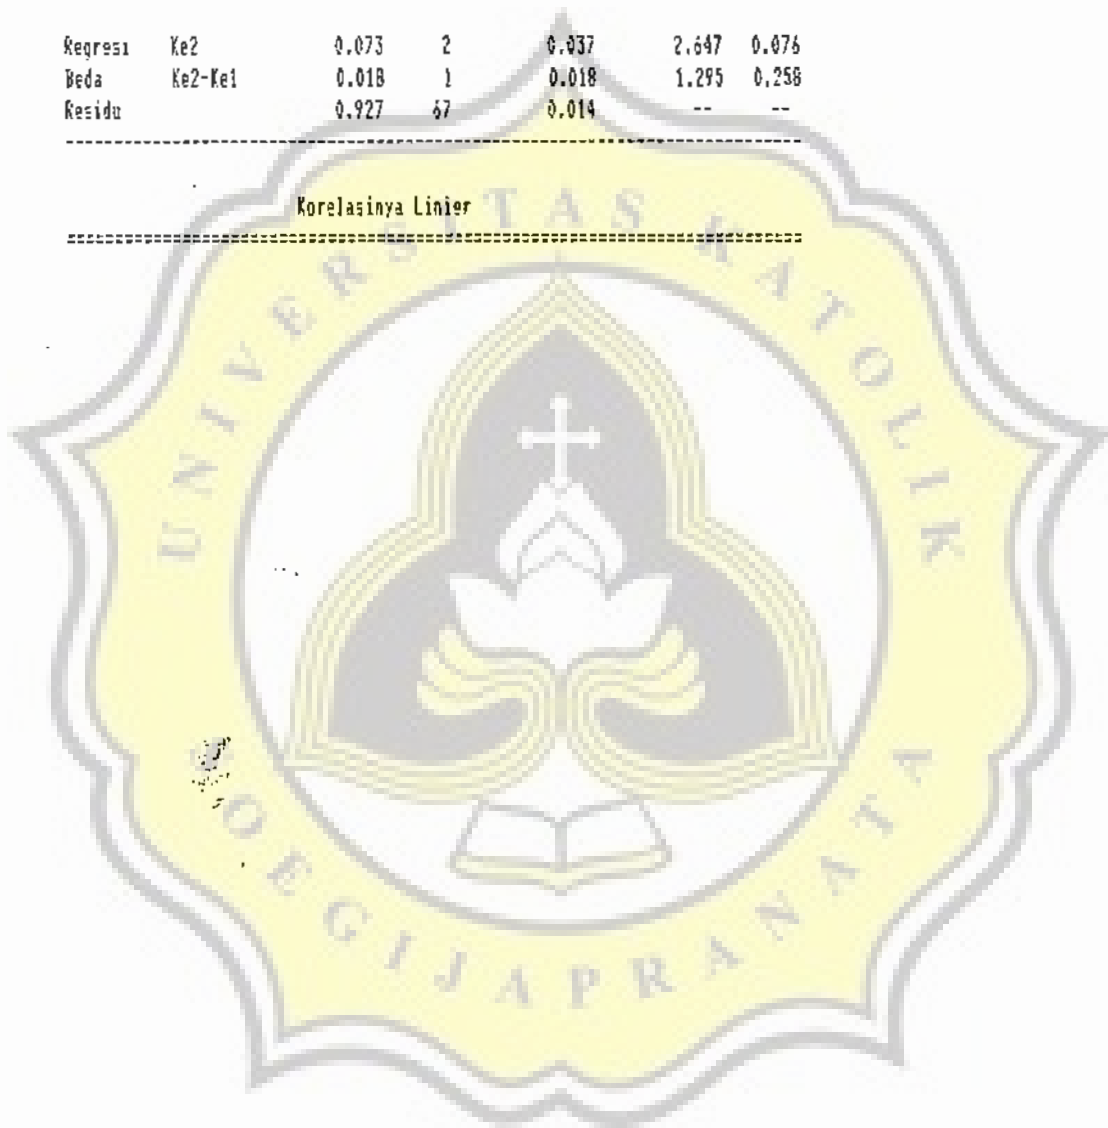 Regresi Ke2 0.073 2 0.037 2.647 0.076
Beda Ke2-Ke1 0.018 1 0.018 1.295 0.258
Residu 0.927 67 0.014 -- --
Korelasinya Linier
UNIVERSITAS KATOLIK
SOEGIJAPRANATA